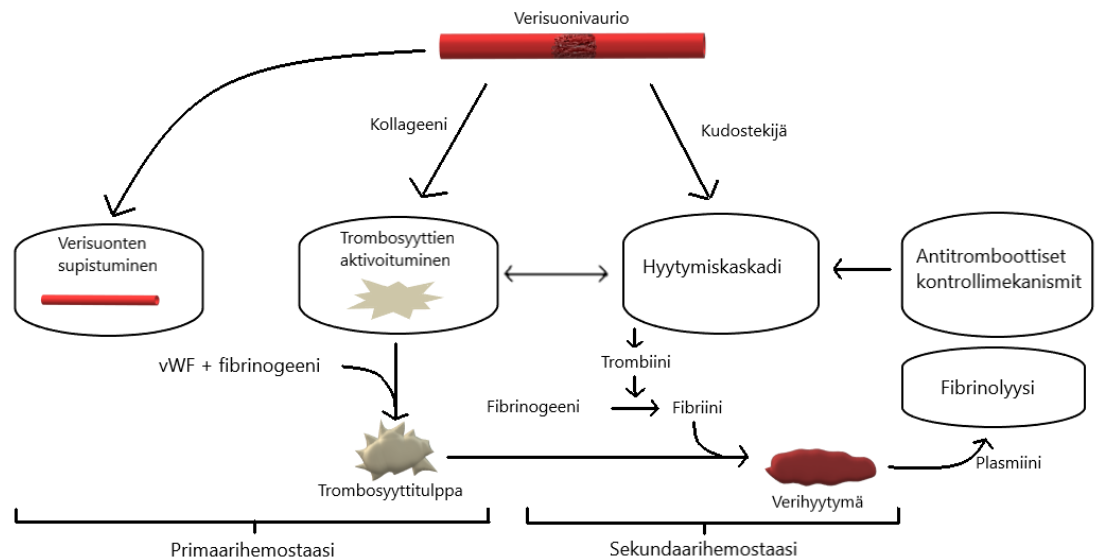 Verisuonivaurio
Kollageeni
Kudostekijä
Verisuonten
supistuminen
Trombosyyttien
aktivoituminen
Hyytymiskaskadi
Antitromboottiset
kontrollimekanismit
vWF + fibrinogeeni
Trombiini
Fibrinogeeni
Fibriini
Fibrinolyysi
Trombosyyttitulppa
Verihyytymä
Plasmiini
Primaarihemostaasi
Sekundaarihemostaasi